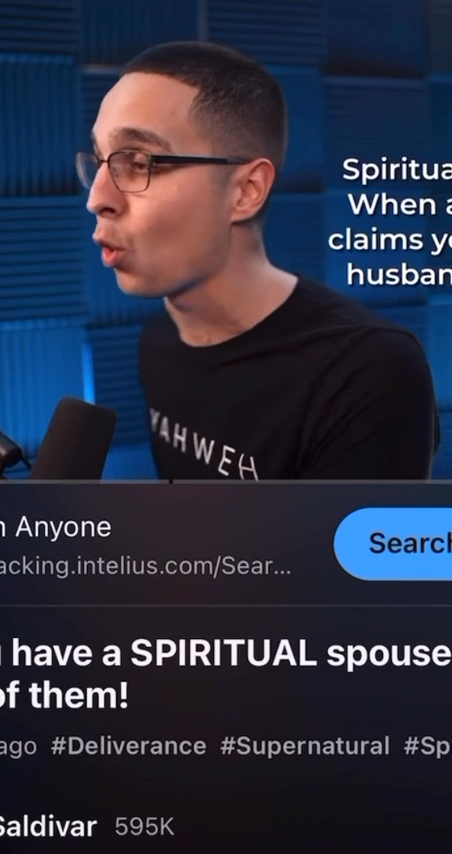 Spiritua
When a
claims y
husban
YAHWEH
n Anyone
acking.intelius.com/Sear...
Search
have a SPIRITUAL spouse
of them!
ago #Deliverance #Supernatural #Sp
Saldivar 595K